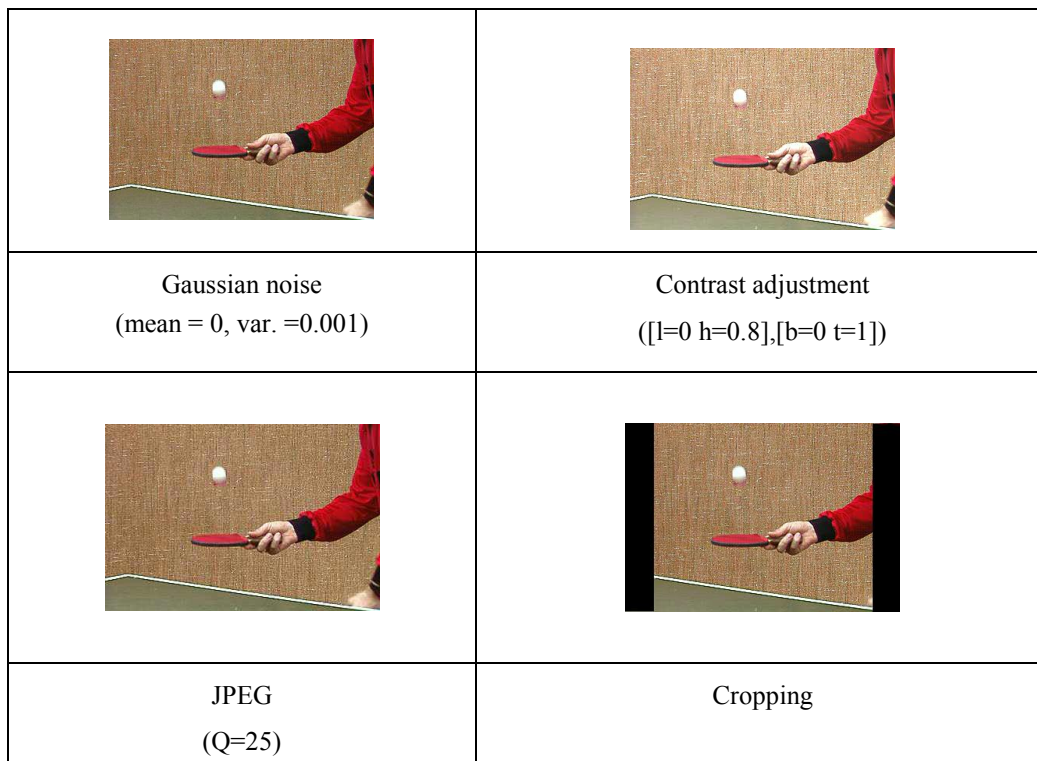 Gaussian noise
(mean = 0, var. =0.001)
Contrast adjustment
([l=0 h=0.8],[b=0 t=1])
JPEG
(Q=25)
Cropping